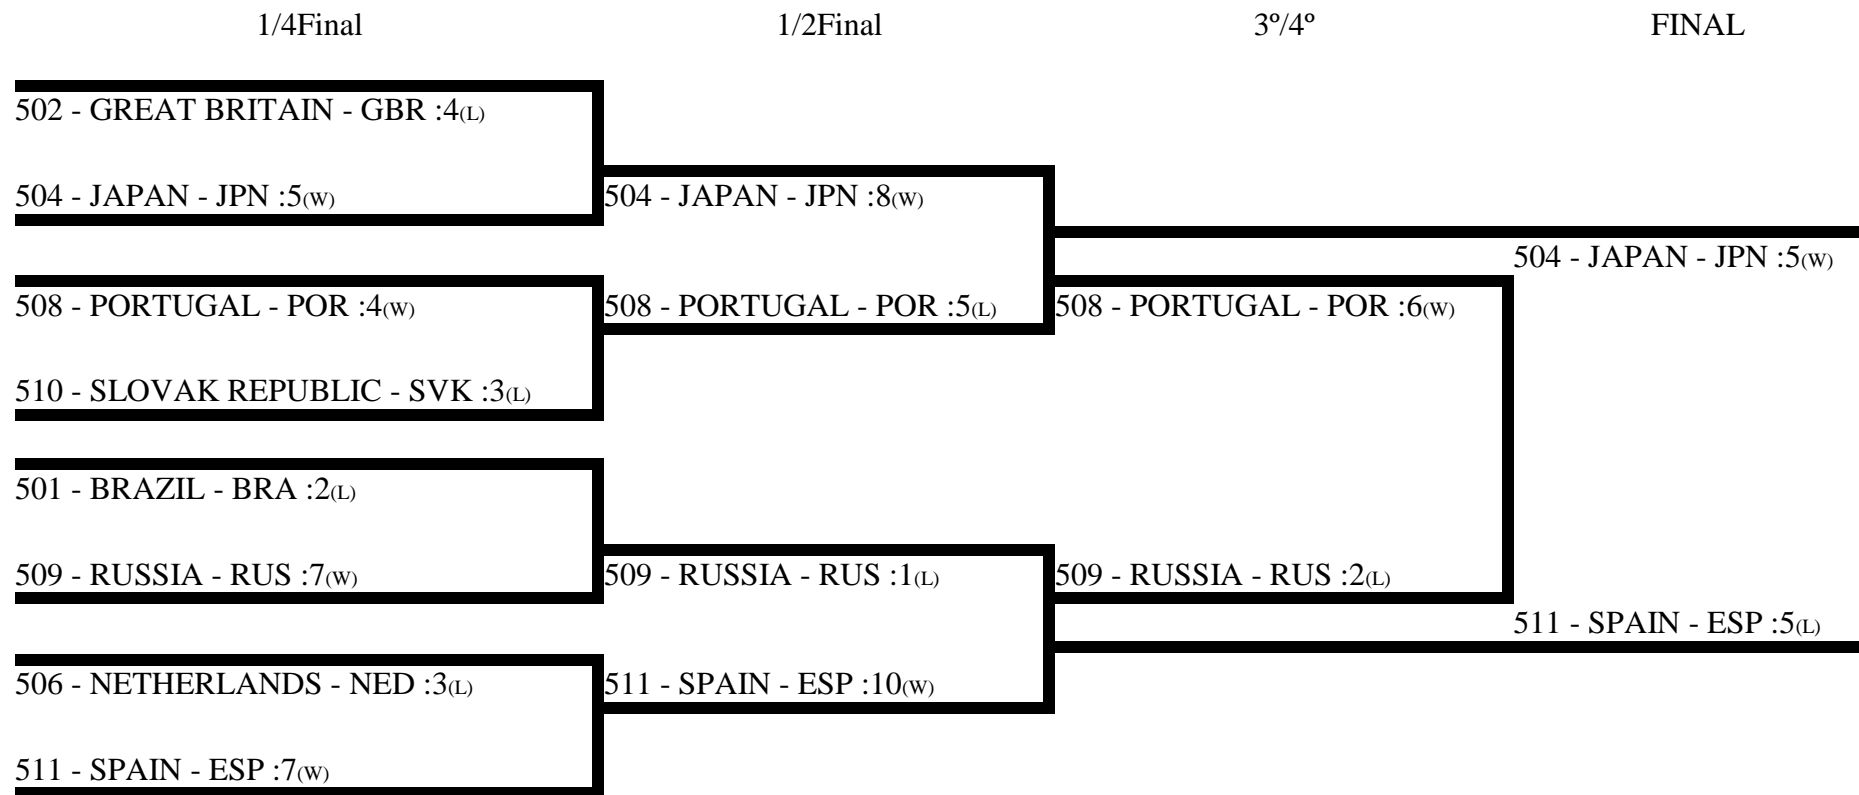 1/4Final 1/2Final 3º/4º FINAL
502 - GREAT BRITAIN - GBR :4(L)
504 - JAPAN - JPN :5(W)
508 - PORTUGAL - POR :4(W)
510 - SLOVAK REPUBLIC - SVK :3(L)
501 - BRAZIL - BRA :2(L)
509 - RUSSIA - RUS :7(W)
506 - NETHERLANDS - NED :3(L)
511 - SPAIN - ESP :7(W)
504 - JAPAN - JPN :8(W)
508 - PORTUGAL - POR :5(L)
509 - RUSSIA - RUS :1(L)
511 - SPAIN - ESP :10(W)
508 - PORTUGAL - POR :6(W)
509 - RUSSIA - RUS :2(L)
504 - JAPAN - JPN :5(W)
511 - SPAIN - ESP :5(L)